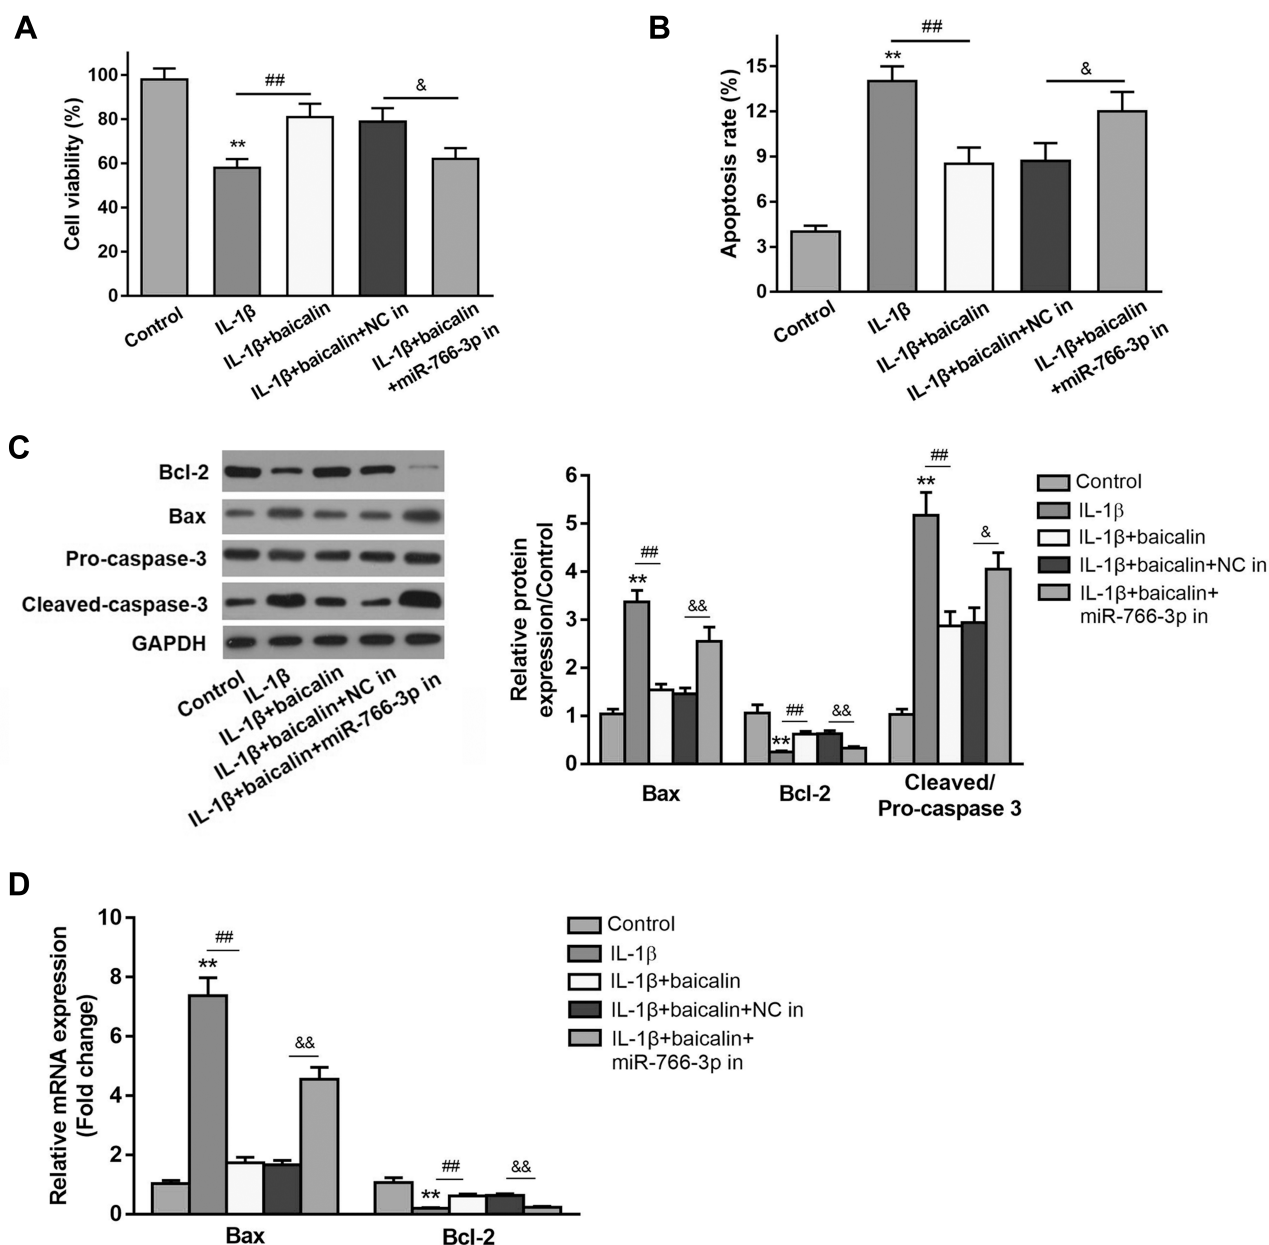 A
Cell viability (%)
100
80
60
40
20
0
**
##
&
Control
IL-1β
IL-1β+baicalin
IL-1β+baicalin+NC in
IL-1β+baicalin
+miR-766-3p in
B
Apoptosis rate (%)
15
12
9
6
3
0
**
##
&
Control
IL-1β
IL-1β+baicalin
IL-1β+baicalin+NC in
IL-1β+baicalin
+miR-766-3p in
C
Bcl-2
Bax
Pro-caspase-3
Cleaved-caspase-3
GAPDH
Control
IL-1β
IL-1β+baicalin
IL-1β+baicalin+NC in
IL-1β+baicalin+miR-766-3p in
Relative protein
expression/Control
6
5
4
3
2
1
0
**
##
&&
**
##
&&
**
##
&
Bax
Bcl-2
Cleaved/
Pro-caspase 3
Control
IL-1β
IL-1β+baicalin
IL-1β+baicalin+NC in
IL-1β+baicalin+
miR-766-3p in
D
Relative mRNA expression
(Fold change)
10
8
6
4
2
0
**
##
&&
**
##
&&
Bax
Bcl-2
Control
IL-1β
IL-1β+baicalin
IL-1β+baicalin+NC in
IL-1β+baicalin+
miR-766-3p in